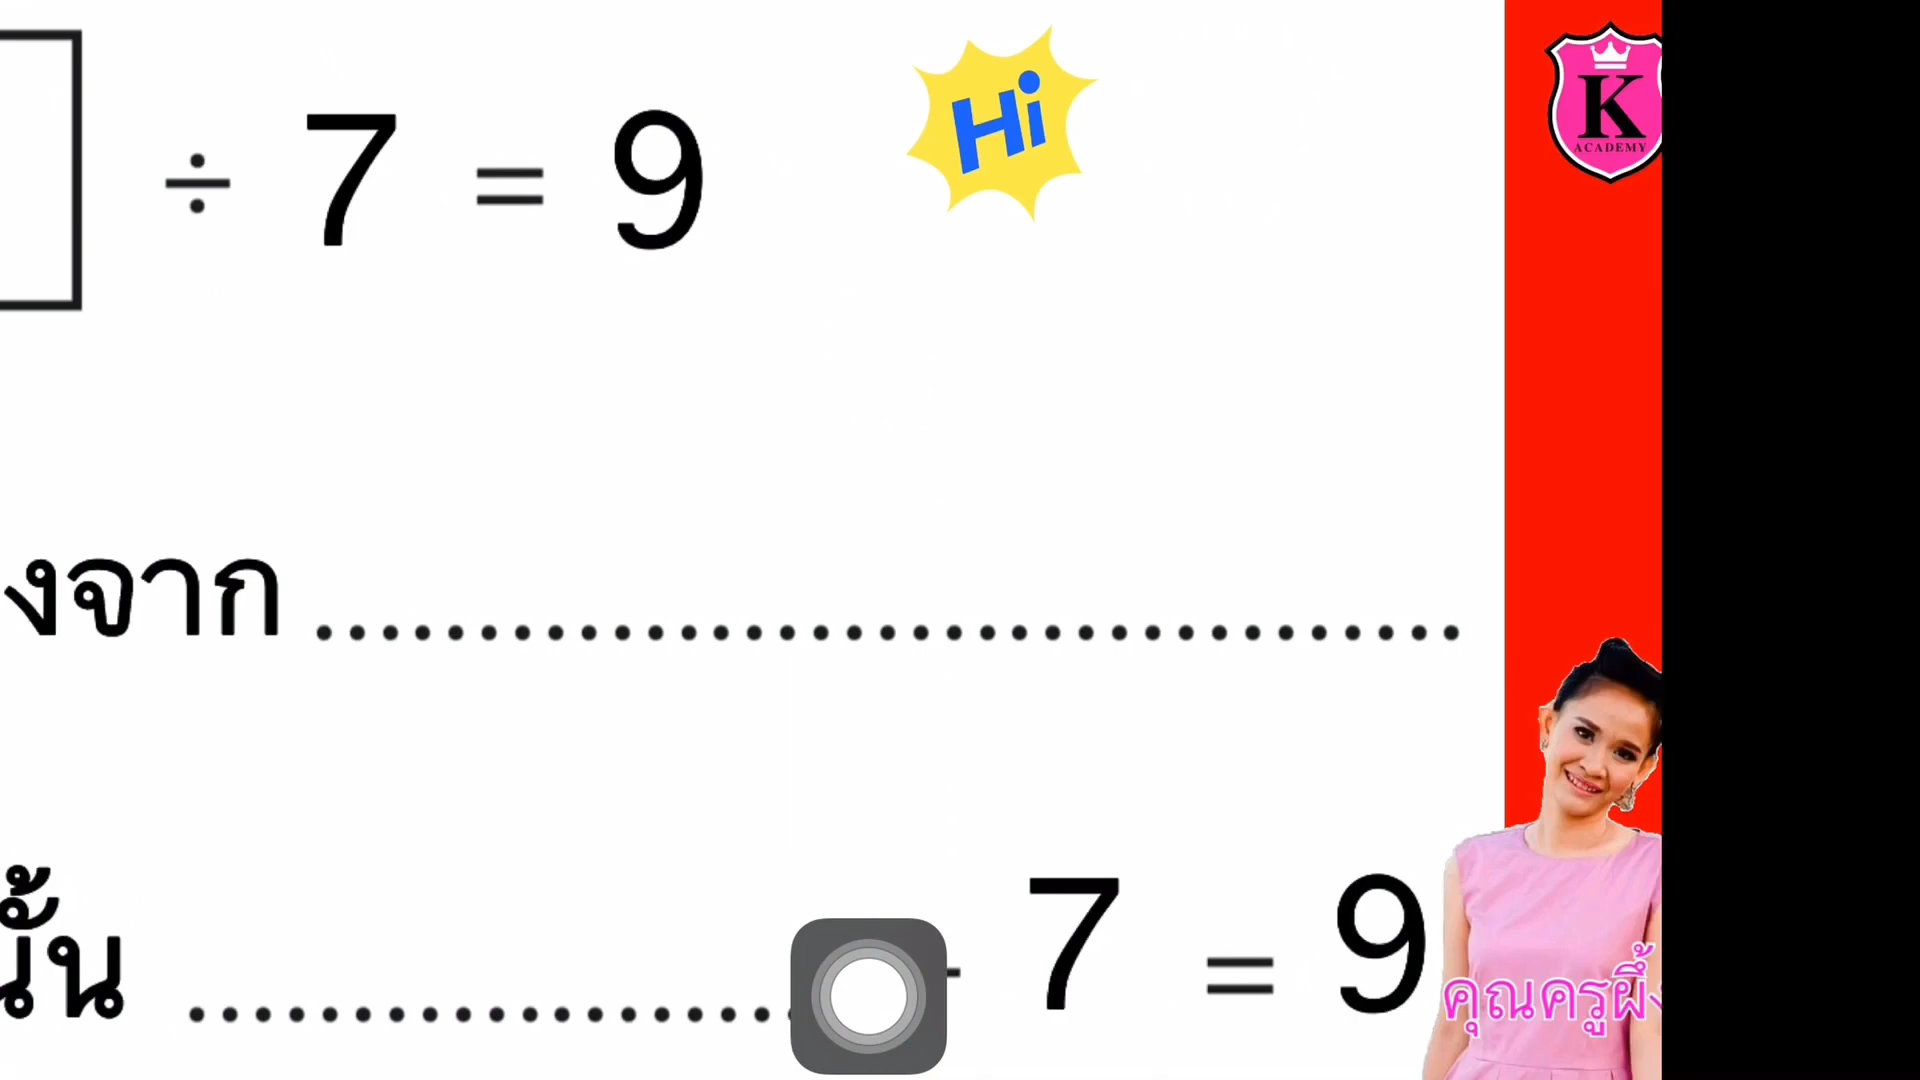 ÷ 7 = 9
Hi
K
ACADEMY
งจาก ........................................
นั้น .................... 7 = 9
คุณครูผึ้ง